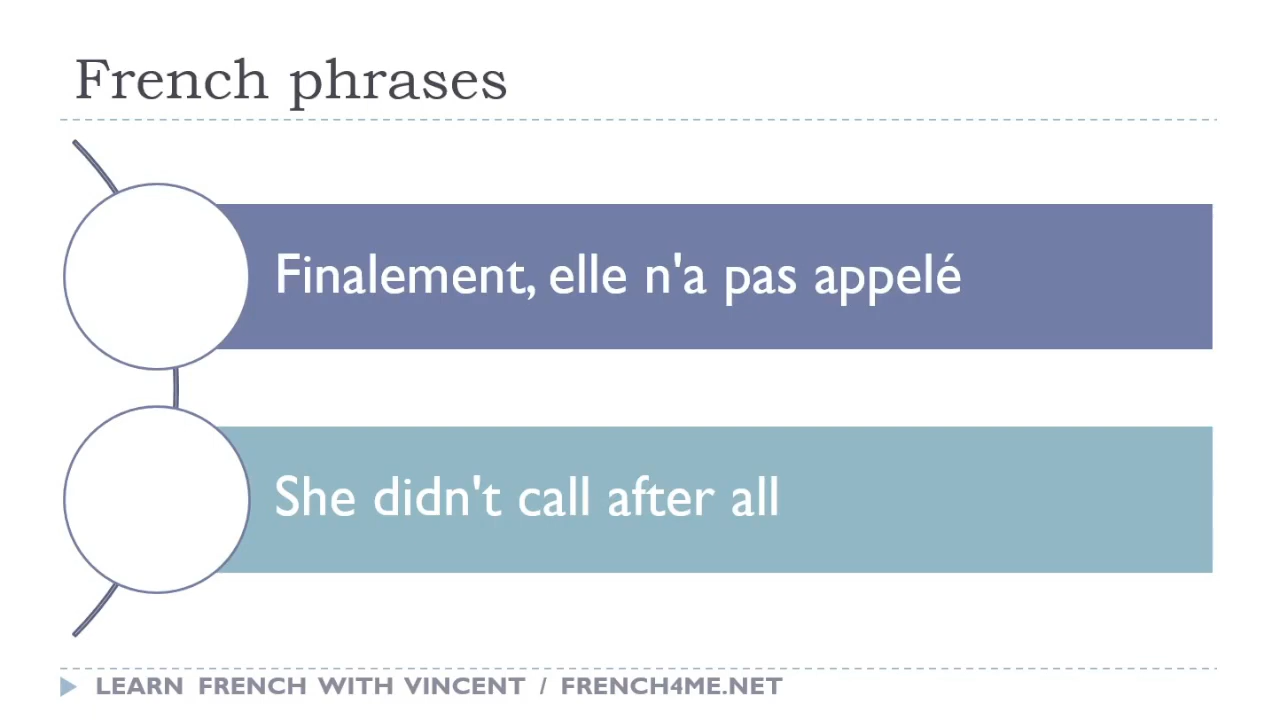 French phrases
Finalement, elle n'a pas appelé
She didn't call after all
LEARN FRENCH WITH VINCENT / FRENCH4ME.NET